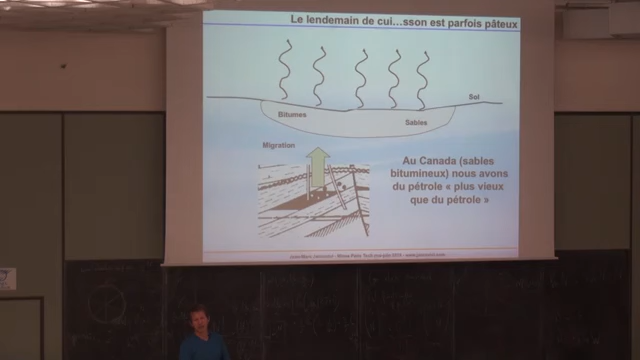 Le lendemain de cui…sson est parfois pâteux
Sol
Bitumes
Sables
Migration
Au Canada (sables
bitumineux) nous avons
du pétrole « plus vieux
que du pétrole »